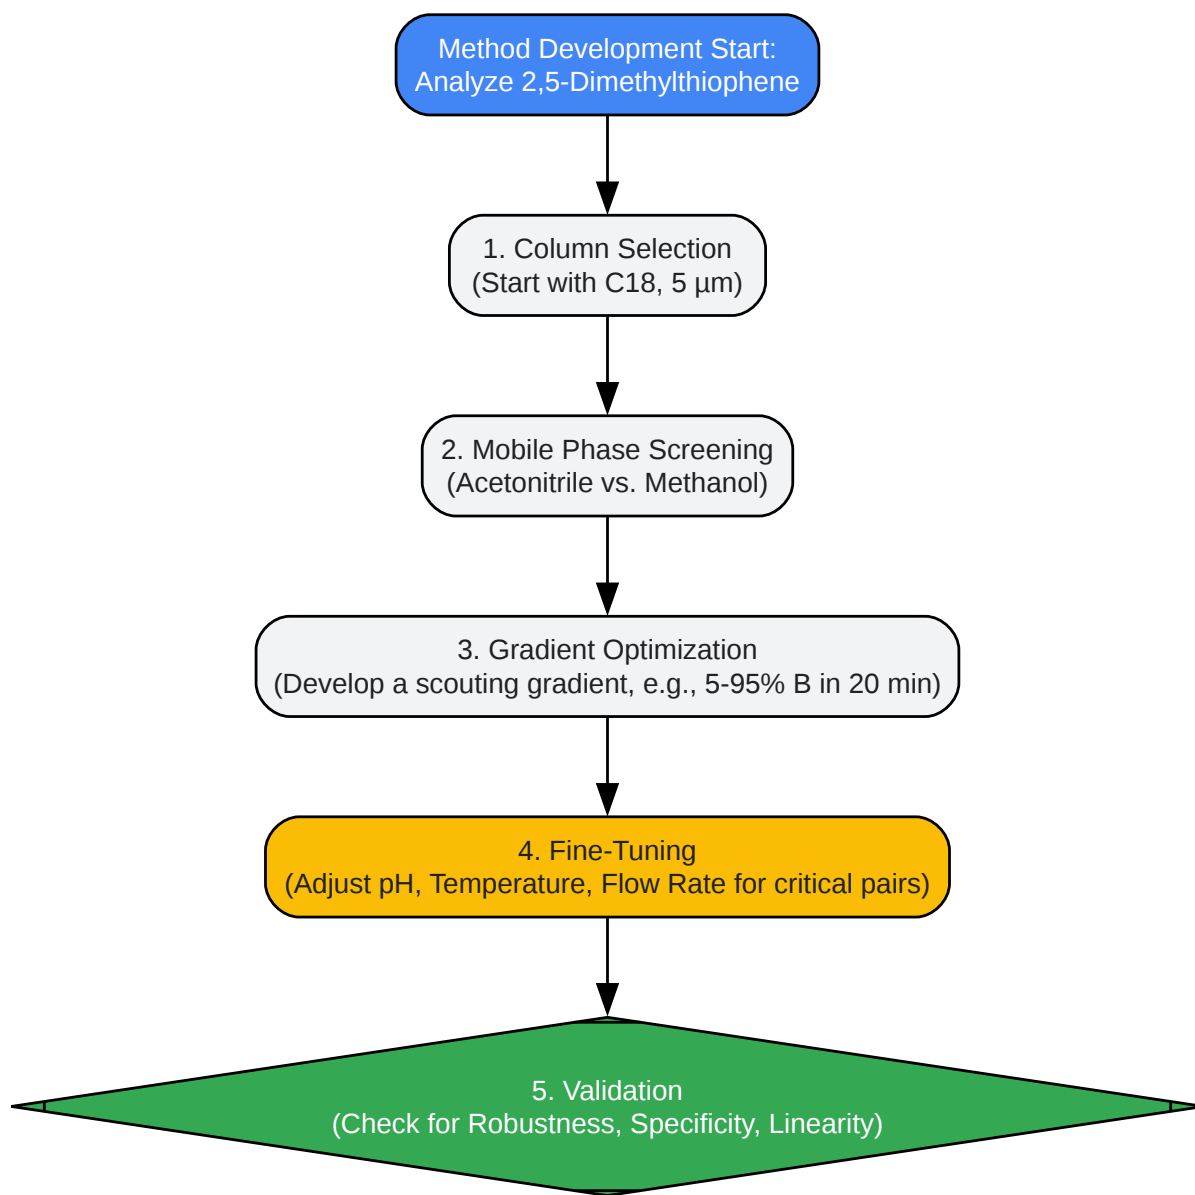 Method Development Start:
Analyze 2,5-Dimethylthiophene
1. Column Selection
(Start with C18, 5 µm)
2. Mobile Phase Screening
(Acetonitrile vs. Methanol)
3. Gradient Optimization
(Develop a scouting gradient, e.g., 5-95% B in 20 min)
4. Fine-Tuning
(Adjust pH, Temperature, Flow Rate for critical pairs)
5. Validation
(Check for Robustness, Specificity, Linearity)